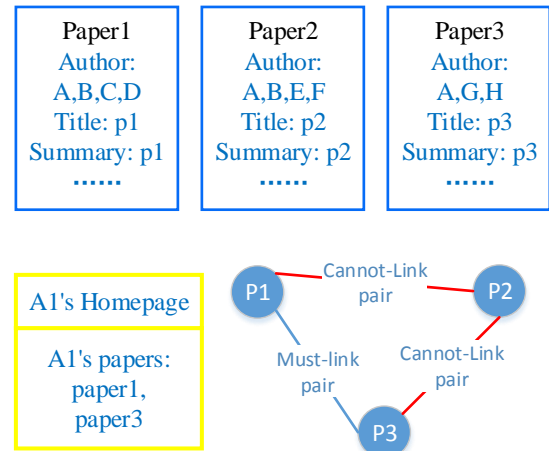 Paper1
Author:
A,B,C,D
Title: p1
Summary: p1
......
Paper2
Author:
A,B,E,F
Title: p2
Summary: p2
......
Paper3
Author:
A,G,H
Title: p3
Summary: p3
......
A1's Homepage
A1's papers:
paper1,
paper3
P1
Cannot-Link
pair
P2
Must-link
pair
Cannot-Link
pair
P3